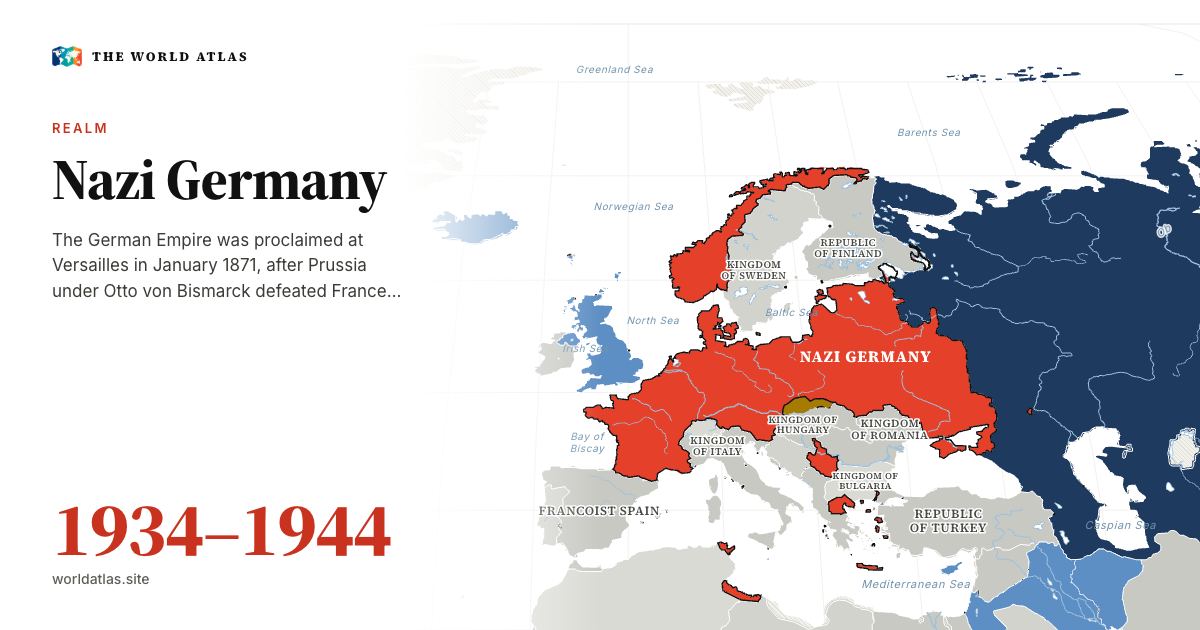 THE WORLD ATLAS
REALM
Nazi Germany
The German Empire was proclaimed at
Versailles in January 1871, after Prussia
under Otto von Bismarck defeated France...
1934–1944
worldatlas.site
Greenland Sea
Barents Sea
Norwegian Sea
Ob
REPUBLIC
OF FINLAND
KINGDOM
OF SWEDEN
Baltic Sea
North Sea
Irish Se
NAZI GERMANY
KINGDOM OF
HUNGARY
KINGDOM
OF ROMANIA
Bay of
Biscay
KINGDOM
OF ITALY
KINGDOM OF
BULGARIA
FRANCOIST SPAIN
REPUBLIC
OF TURKEY
Caspian Sea
Mediterranean Sea